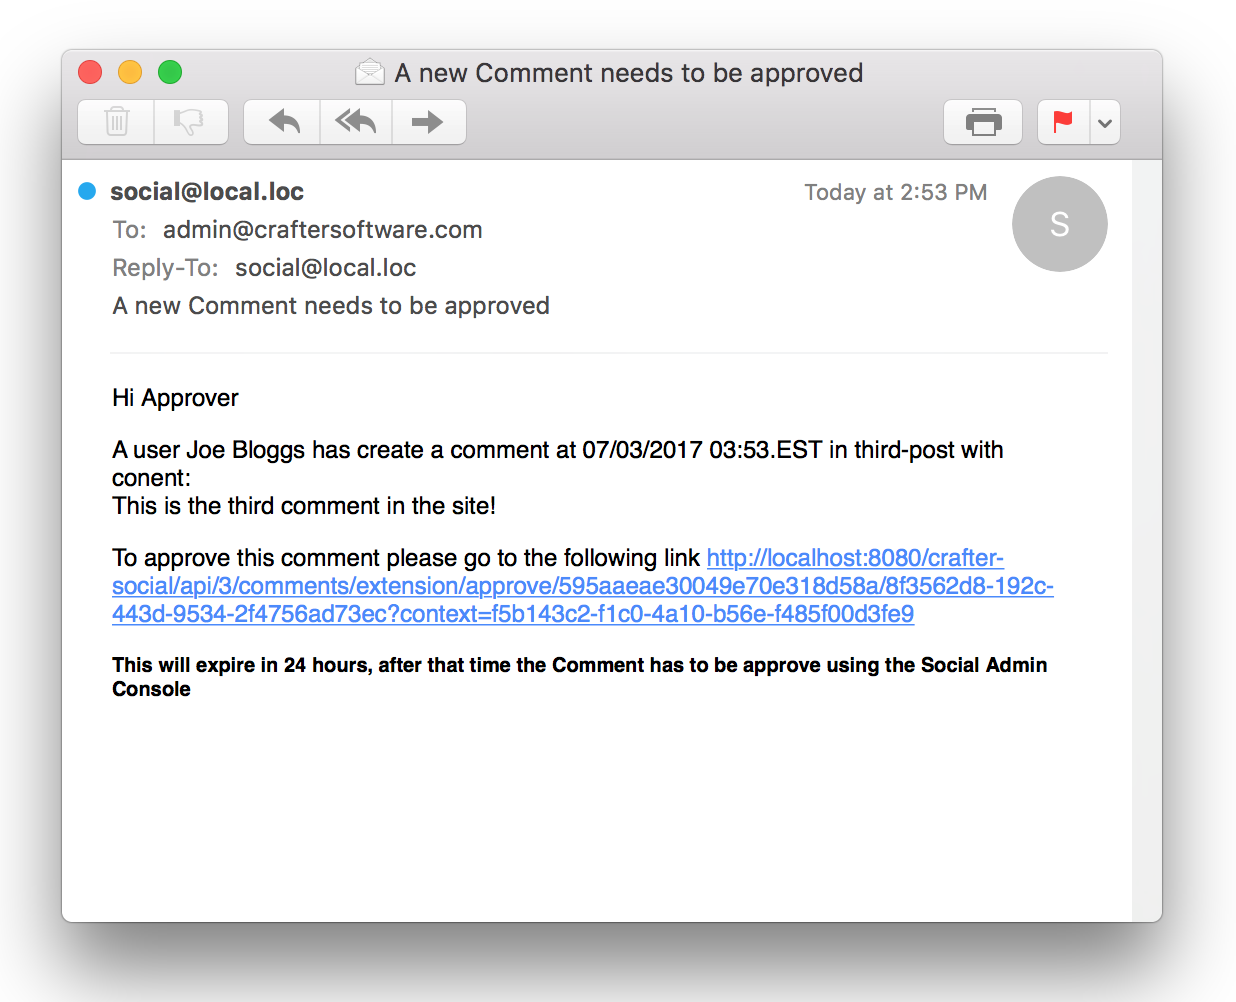 A new Comment needs to be approved
social@local.loc
Today at 2:53 PM
S
To: admin@craftersoftware.com
Reply-To: social@local.loc
A new Comment needs to be approved
Hi Approver
A user Joe Bloggs has create a comment at 07/03/2017 03:53.EST in third-post with
conent:
This is the third comment in the site!
To approve this comment please go to the following link http://localhost:8080/crafter-
social/api/3/comments/extension/approve/595aaeae30049e70e318d58a/8f3562d8-192c-
443d-9534-2f4756ad73ec?context=f5b143c2-f1c0-4a10-b56e-f485f00d3fe9
This will expire in 24 hours, after that time the Comment has to be approve using the Social Admin
Console